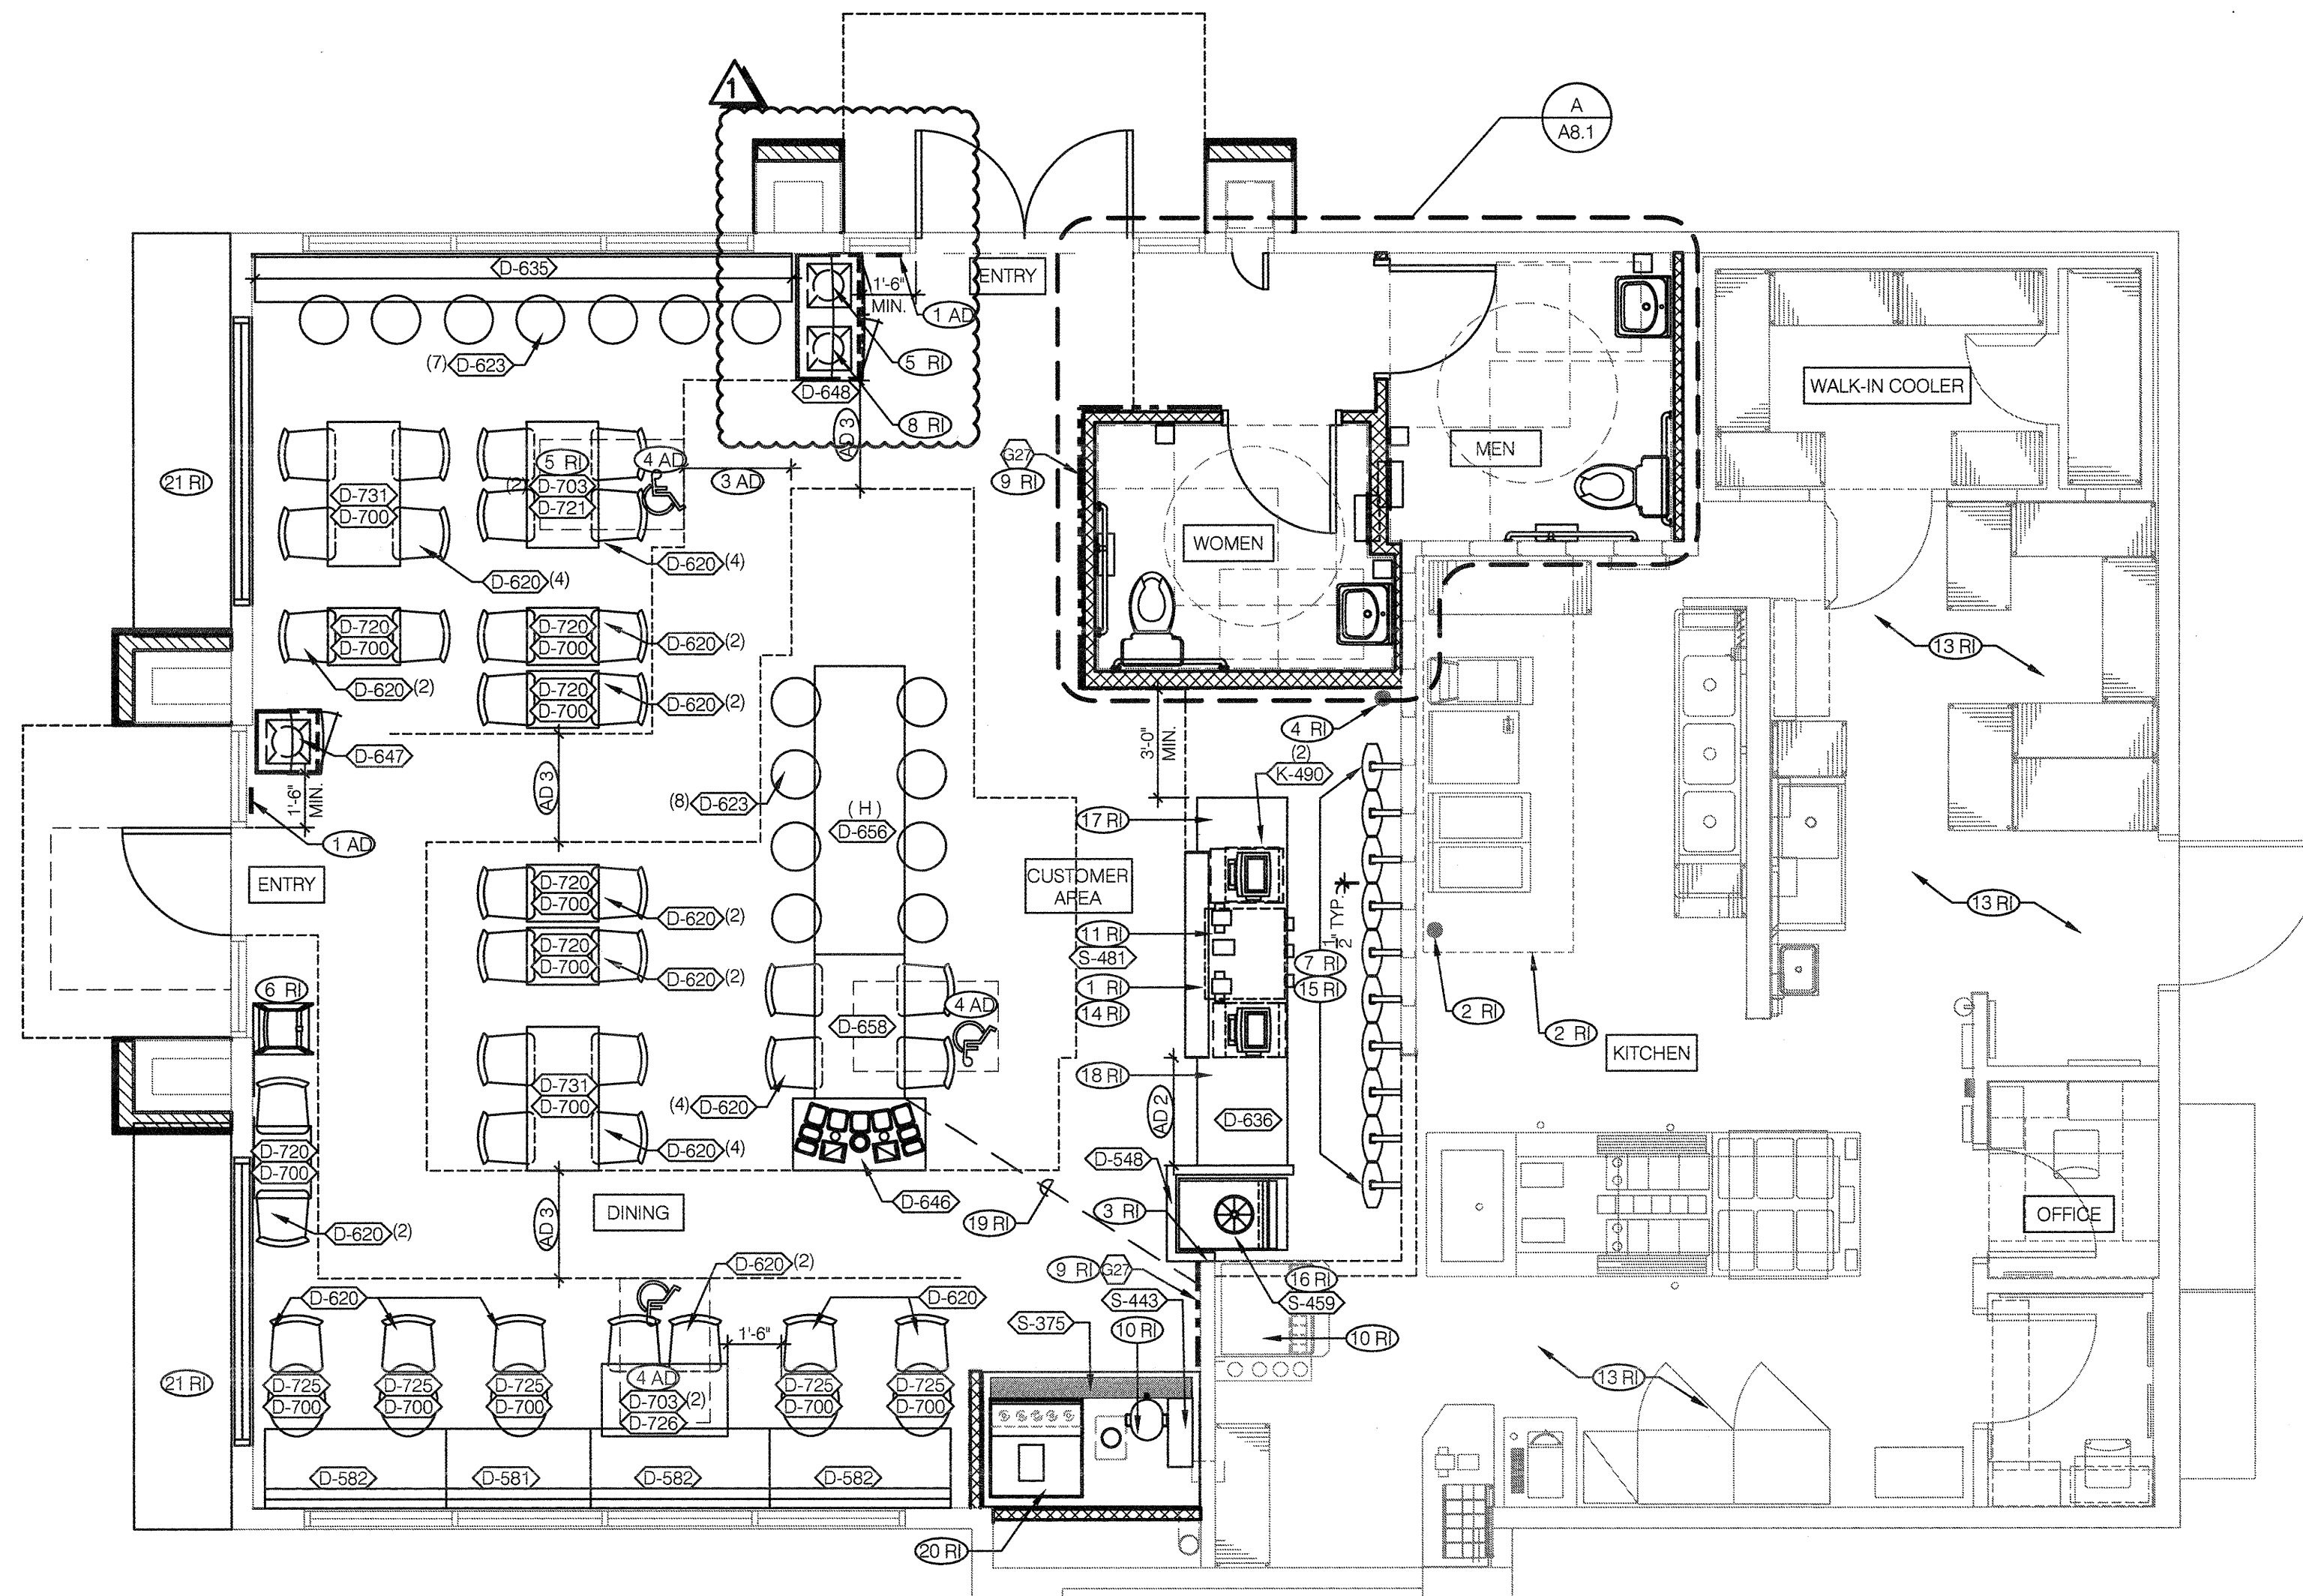 1
A
A8.1
D-635
ENTRY
1'-6"
MIN.
1 AD
(7) D-623
5 RI
D-648
8 RI
AD 3
WALK-IN COOLER
MEN
21 RI
D-731
D-700
5 RI
(2) D-703
D-721
4 AD
3 AD
G27
9 RI
WOMEN
D-620 (4)
D-620 (4)
D-720
D-700
D-720
D-700
D-620 (2)
D-620 (2)
D-720
D-700
D-620 (2)
13 RI
4 RI
3'-0"
MIN.
D-647
1'-6"
MIN.
1 AD
AD 3
(8) D-623
(H)
D-656
(2)
K-490
17 RI
ENTRY
CUSTOMER
AREA
D-720
D-700
D-620 (2)
D-720
D-700
D-620 (2)
1/2" TYP.
11 RI
S-481
7 RI
15 RI
1 RI
14 RI
13 RI
6 RI
4 AD
D-658
2 RI
2 RI
KITCHEN
D-731
D-700
18 RI
(4) D-620
D-620 (4)
AD 2
D-636
D-720
D-700
D-548
D-646
DINING
AD 3
19 RI
3 RI
OFFICE
D-620 (2)
D-620 (2)
9 RI G27
16 RI
S-459
D-620
D-620
S-443
S-375
10 RI
10 RI
1'-6"
21 RI
D-725
D-700
D-725
D-700
D-725
D-700
4 AD
D-703 (2)
D-726
D-725
D-700
D-725
D-700
13 RI
D-582
D-581
D-582
D-582
20 RI